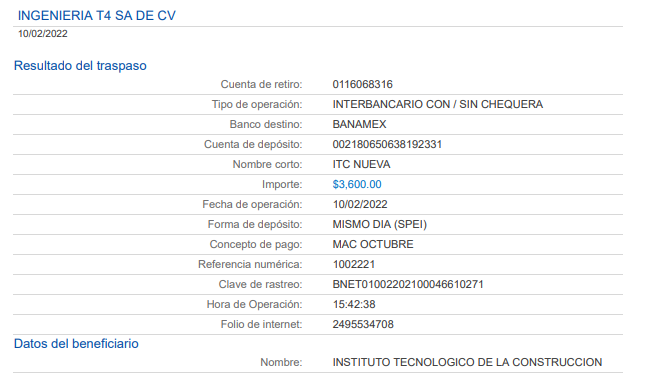 INGENIERIA T4 SA DE CV
10/02/2022
Resultado del traspaso
Cuenta de retiro: 0116068316
Tipo de operación: INTERBANCARIO CON / SIN CHEQUERA
Banco destino: BANAMEX
Cuenta de depósito: 002180650638192331
Nombre corto: ITC NUEVA
Importe: $3,600.00
Fecha de operación: 10/02/2022
Forma de depósito: MISMO DIA (SPEI)
Concepto de pago: MAC OCTUBRE
Referencia numérica: 1002221
Clave de rastreo: BNET01002202100046610271
Hora de Operación: 15:42:38
Folio de internet: 2495534708
Datos del beneficiario
Nombre: INSTITUTO TECNOLOGICO DE LA CONSTRUCCION